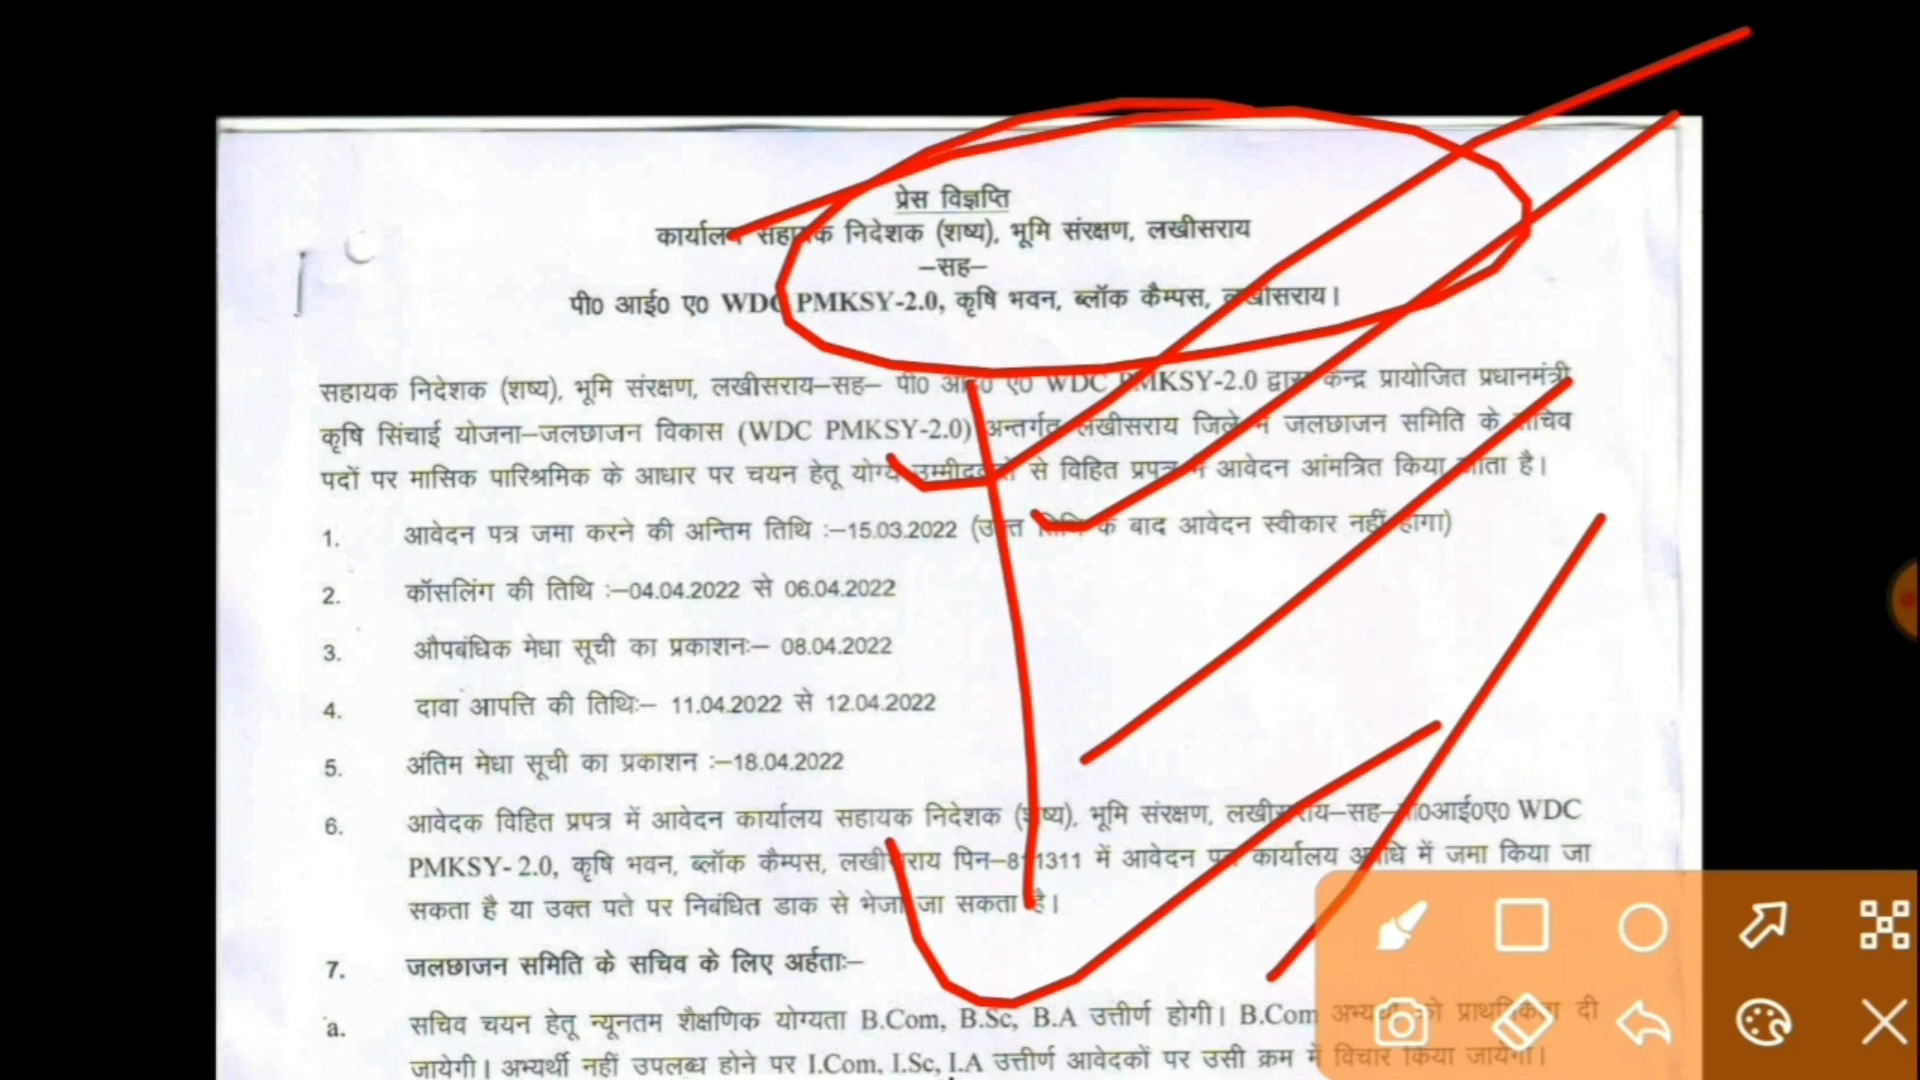 प्रेस विज्ञप्ति
कार्यालय सहायक निदेशक (शष्य), भूमि संरक्षण, लखीसराय
–सह–
पी0 आई0 ए0 WDC PMKSY-2.0, कृषि भवन, ब्लॉक कैम्पस, लखीसराय।
सहायक निदेशक (शष्य), भूमि संरक्षण, लखीसराय–सह– पी0 आई0 ए0 WDC PMKSY-2.0 द्वारा केन्द्र प्रायोजित प्रधानमंत्री
कृषि सिंचाई योजना–जलछाजन विकास (WDC PMKSY-2.0) अन्तर्गत लखीसराय जिले में जलछाजन समिति के सचिव
पदों पर मासिक पारिश्रमिक के आधार पर चयन हेतू योग्य उम्मीदवारों से विहित प्रपत्र में आवेदन आंमत्रित किया जाता है।
1. आवेदन पत्र जमा करने की अन्तिम तिथि :–15.03.2022 (उक्त तिथि के बाद आवेदन स्वीकार नहीं होगा)
2. कॉसलिंग की तिथि :–04.04.2022 से 06.04.2022
3. औपबंधिक मेधा सूची का प्रकाशनः– 08.04.2022
4. दावा आपत्ति की तिथिः– 11.04.2022 से 12.04.2022
5. अंतिम मेधा सूची का प्रकाशन :–18.04.2022
6. आवेदक विहित प्रपत्र में आवेदन कार्यालय सहायक निदेशक (शष्य), भूमि संरक्षण, लखीसराय–सह–पी0आई0ए0 WDC
PMKSY- 2.0, कृषि भवन, ब्लॉक कैम्पस, लखीसराय पिन–811311 में आवेदन पत्र कार्यालय अवधि में जमा किया जा
सकता है या उक्त पते पर निबंधित डाक से भेजा जा सकता है।
7. जलछाजन समिति के सचिव के लिए अर्हताः–
a. सचिव चयन हेतू न्यूनतम शैक्षणिक योग्यता B.Com, B.Sc, B.A उत्तीर्ण होगी। B.Com अभ्यर्थी को प्राथमिकता दी
जायेगी। अभ्यर्थी नहीं उपलब्ध होने पर I.Com, I.Sc, I.A उत्तीर्ण आवेदकों पर उसी क्रम में विचार किया जायेगा।